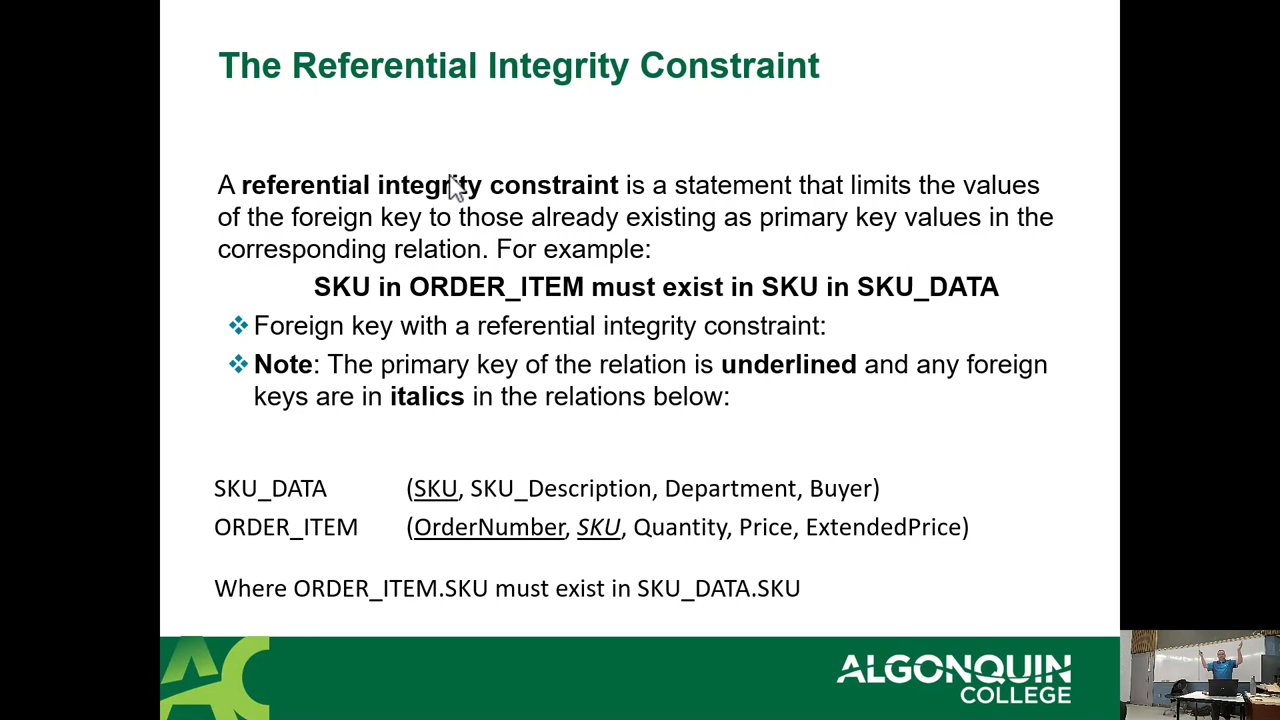 The Referential Integrity Constraint
A referential integrity constraint is a statement that limits the values
of the foreign key to those already existing as primary key values in the
corresponding relation. For example:
SKU in ORDER_ITEM must exist in SKU in SKU_DATA
❖ Foreign key with a referential integrity constraint:
❖ Note: The primary key of the relation is underlined and any foreign
keys are in italics in the relations below:
SKU_DATA (SKU, SKU_Description, Department, Buyer)
ORDER_ITEM (OrderNumber, SKU, Quantity, Price, ExtendedPrice)
Where ORDER_ITEM.SKU must exist in SKU_DATA.SKU
AC
ALGONQUIN
COLLEGE